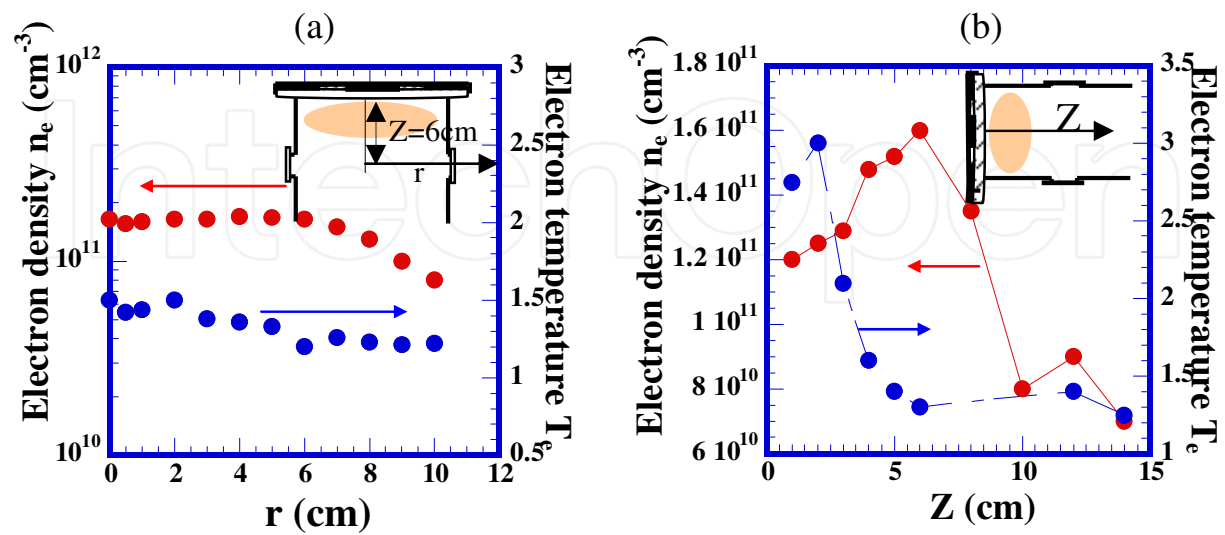 (a)
(b)
Electron density nₑ (cm⁻³)
10¹²
10¹¹
10¹⁰
3
2.5
2
1.5
1
0.5
Electron temperature Tₑ
Z=6cm
r
0
2
4
6
8
10
12
r (cm)
Electron density nₑ (cm⁻³)
1.8 10¹¹
1.6 10¹¹
1.4 10¹¹
1.2 10¹¹
1 10¹¹
8 10¹⁰
6 10¹⁰
3.5
3
2.5
2
1.5
1
Electron temperature Tₑ
Z
0
5
10
15
Z (cm)
IntechOpen